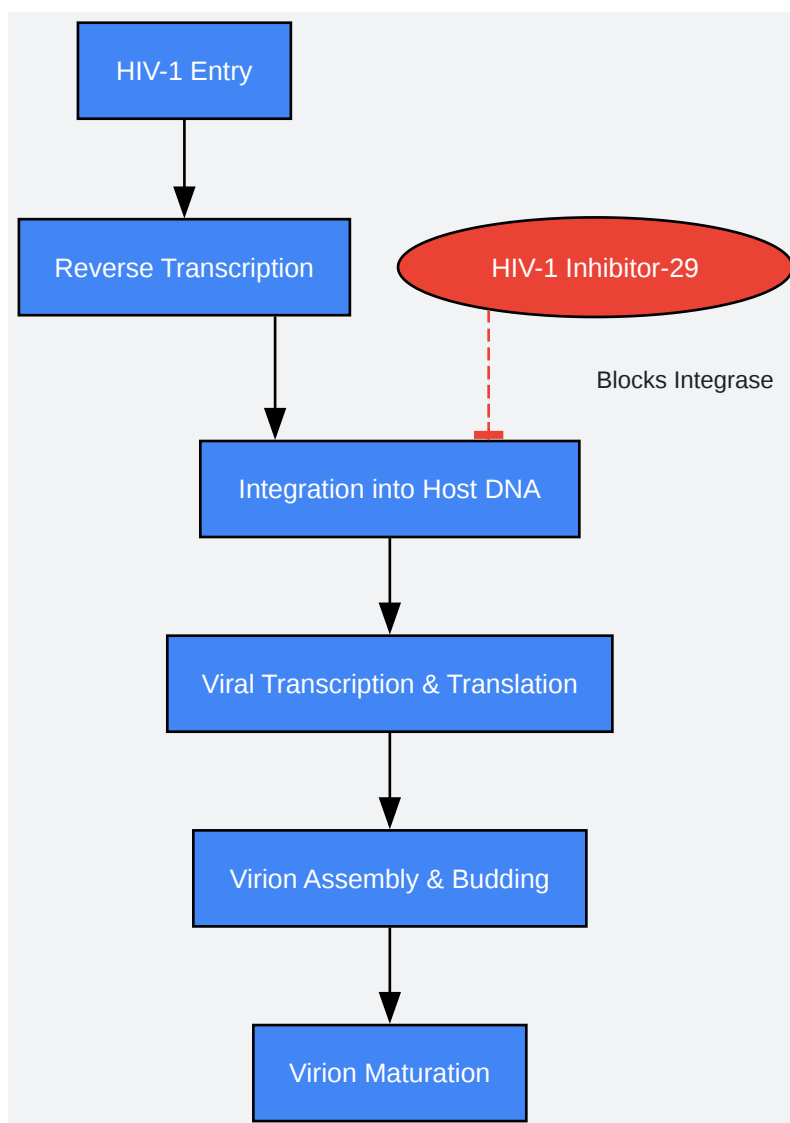 HIV-1 Entry
Reverse Transcription
HIV-1 Inhibitor-29
Blocks Integrase
Integration into Host DNA
Viral Transcription & Translation
Virion Assembly & Budding
Virion Maturation